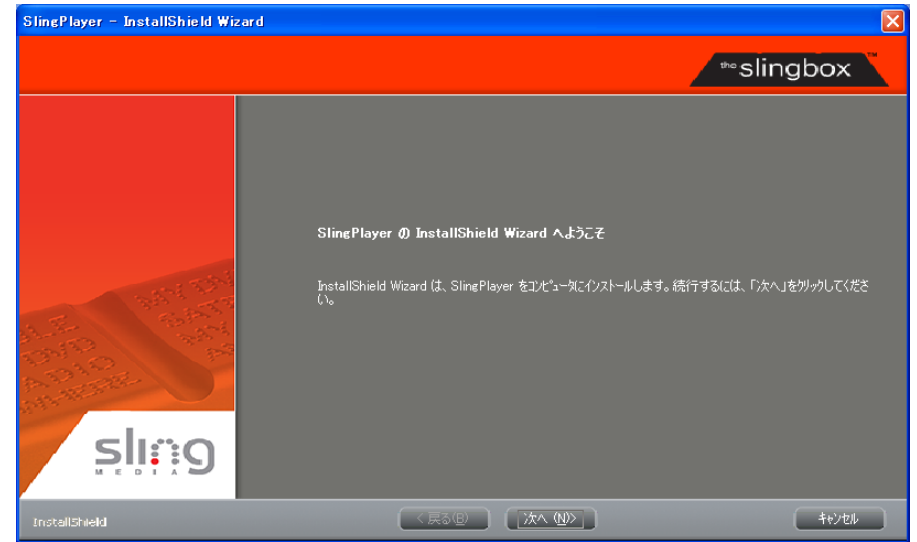 SlingPlayer - InstallShield Wizard
the slingbox™
SlingPlayer の InstallShield Wizard へようこそ
InstallShield Wizard は、SlingPlayer をコンピュータにインストールします。続行するには、「次へ」をクリックしてくださ
い。
sling
MEDIA
InstallShield
< 戻る(B)
次へ (N)>
キャンセル